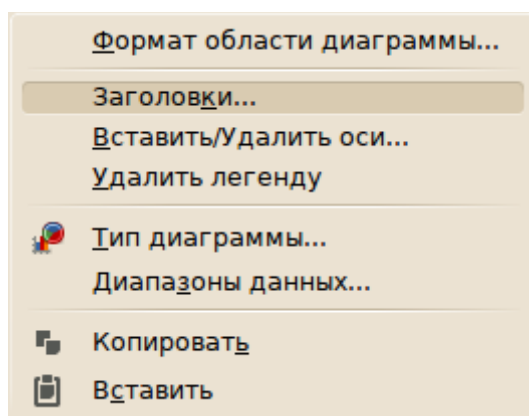 Формат области диаграммы...
Заголовки...
Вставить/Удалить оси...
Удалить легенду
Тип диаграммы...
Диапазоны данных...
Копировать
Вставить